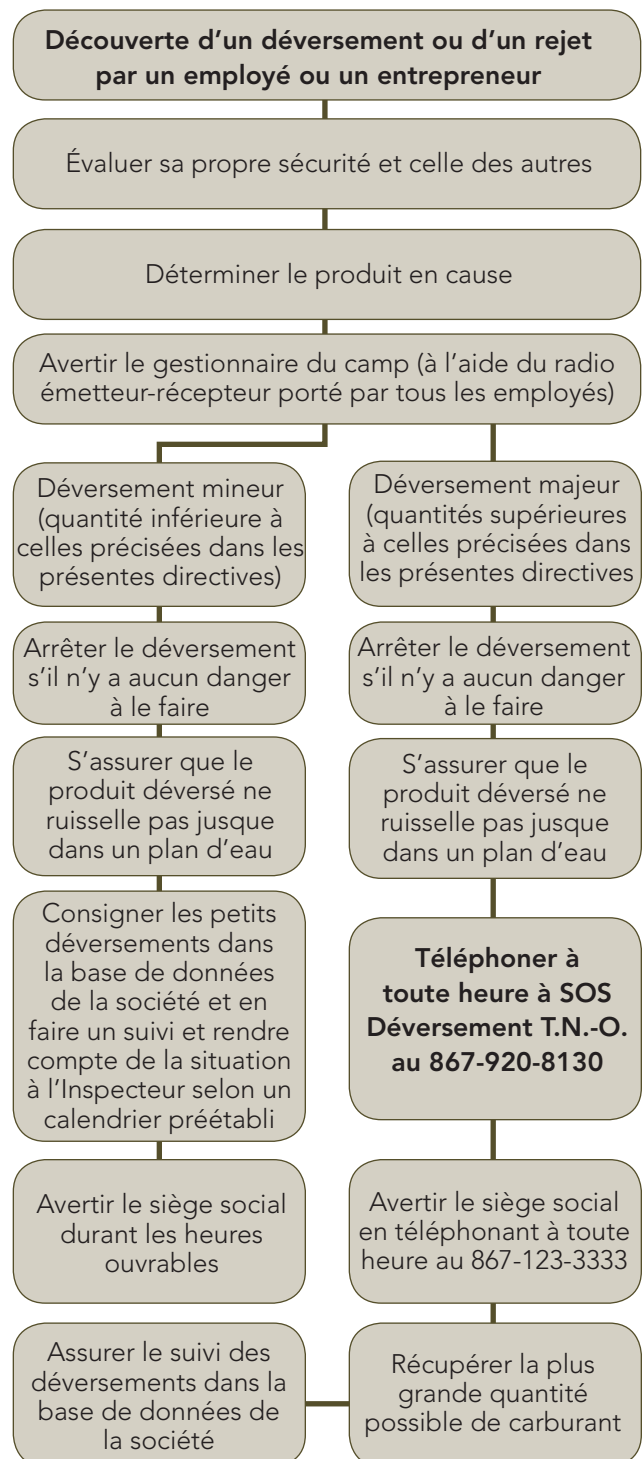 Découverte d'un déversement ou d'un rejet
par un employé ou un entrepreneur
Évaluer sa propre sécurité et celle des autres
Déterminer le produit en cause
Avertir le gestionnaire du camp (à l'aide du radio
émetteur-récepteur porté par tous les employés)
Déversement mineur
(quantité inférieure à
celles précisées dans les
présentes directives)
Arrêter le déversement
s'il n'y a aucun danger
à le faire
S'assurer que le
produit déversé ne
ruisselle pas jusque
dans un plan d'eau
Consigner les petits
déversements dans
la base de données
de la société et en
faire un suivi et rendre
compte de la situation
à l'Inspecteur selon un
calendrier préétabli
Avertir le siège social
durant les heures
ouvrables
Déversement majeur
(quantités supérieures
à celles précisées dans
les présentes directives
Arrêter le déversement
s'il n'y a aucun danger
à le faire
S'assurer que le
produit déversé ne
ruisselle pas jusque
dans un plan d'eau
Téléphoner à
toute heure à SOS
Déversement T.N.-O.
au 867-920-8130
Avertir le siège social
en téléphonant à toute
heure au 867-123-3333
Récupérer la plus
grande quantité
possible de carburant
Assurer le suivi des
déversements dans la
base de données de
la société